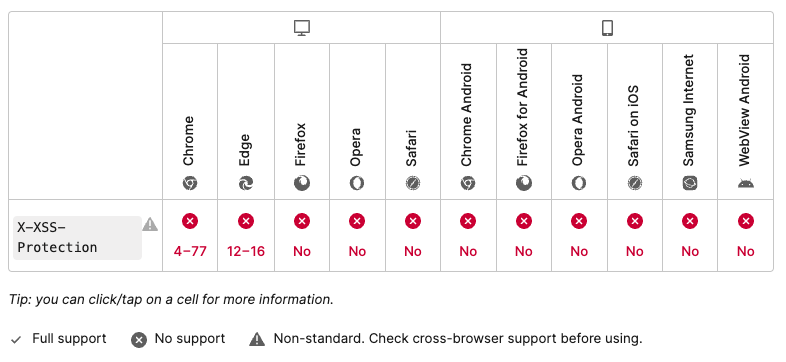 Chrome
Edge
Firefox
Opera
Safari
Chrome Android
Firefox for Android
Opera Android
Safari on iOS
Samsung Internet
WebView Android
X-XSS-
Protection
4–77
12–16
No
No
No
No
No
No
No
No
No
Tip: you can click/tap on a cell for more information.
Full support No support Non-standard. Check cross-browser support before using.